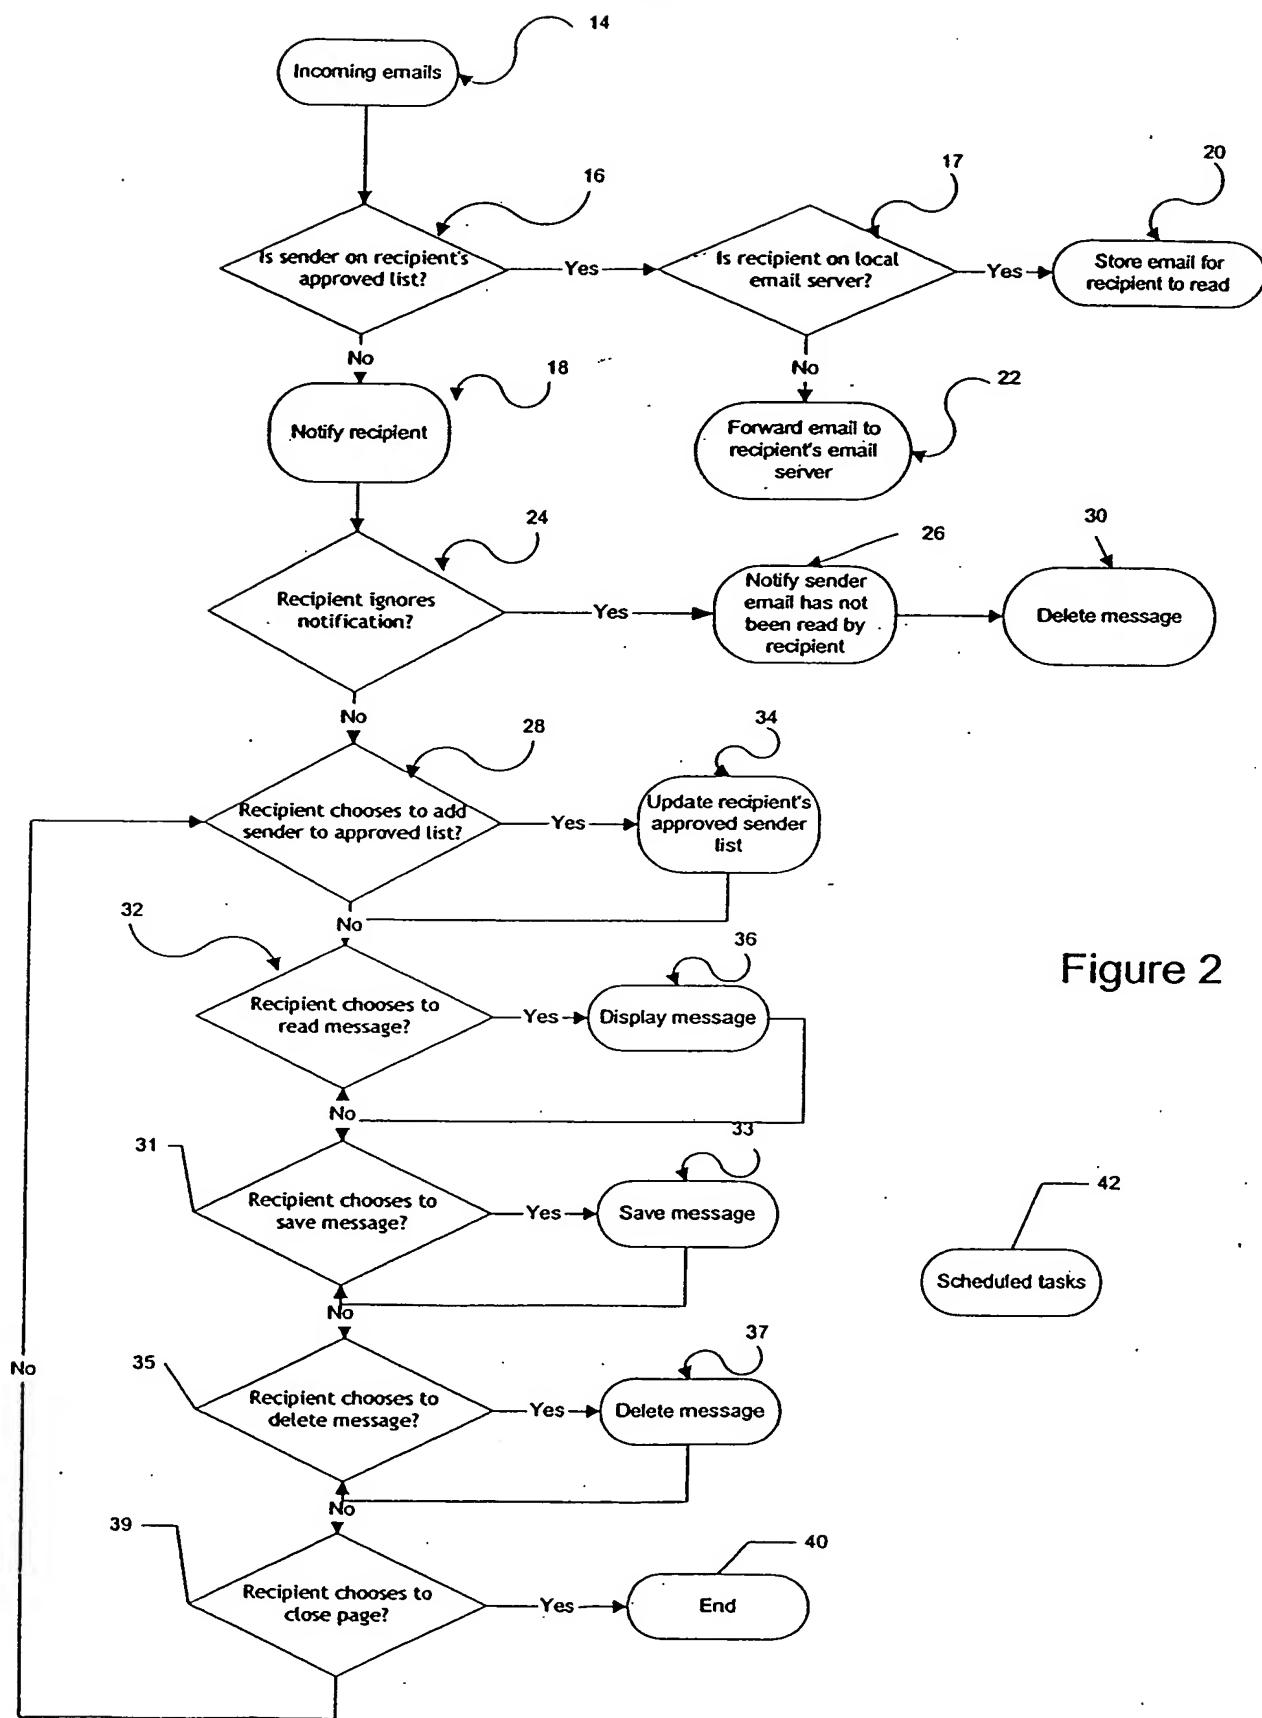 14
Incoming emails
16
17
20
Is sender on recipient's
approved list?
Yes
Is recipient on local
email server?
Yes
Store email for
recipient to read
No
No
18
22
Notify recipient
Forward email to
recipient's email
server
24
26
30
Recipient ignores
notification?
Yes
Notify sender
email has not
been read by
recipient
Delete message
No
28
34
Recipient chooses to add
sender to approved list?
Yes
Update recipient's
approved sender
list
32
No
36
Figure 2
Recipient chooses to
read message?
Yes
Display message
No
31
33
Recipient chooses to
save message?
Yes
Save message
42
Scheduled tasks
No
No
35
37
Recipient chooses to
delete message?
Yes
Delete message
No
39
40
Recipient chooses to
close page?
Yes
End